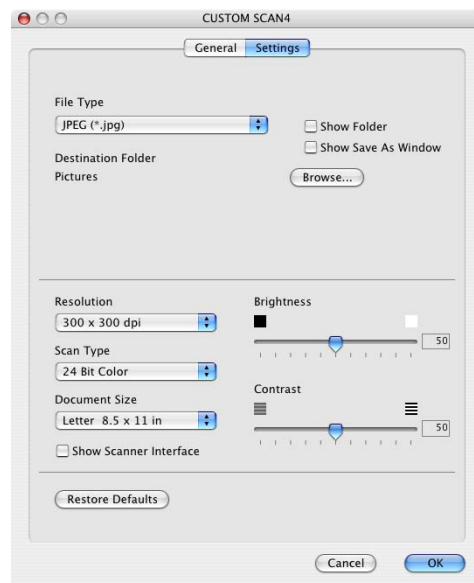 CUSTOM SCAN4
General Settings
File Type
JPEG (*.jpg)
Show Folder
Show Save As Window
Destination Folder
Pictures
Browse...
Resolution
300 x 300 dpi
Scan Type
24 Bit Color
Document Size
Letter 8.5 x 11 in
Show Scanner Interface
Brightness
50
Contrast
50
Restore Defaults
Cancel OK